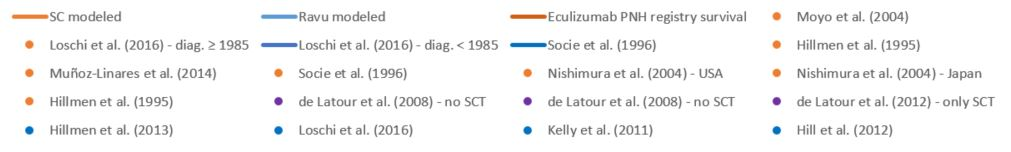 SC modeled Ravu modeled Eculizumab PNH registry survival Moyo et al. (2004)
Loschi et al. (2016) - diag. ≥ 1985 Loschi et al. (2016) - diag. < 1985 Socie et al. (1996) Hillmen et al. (1995)
Muñoz-Linares et al. (2014) Socie et al. (1996) Nishimura et al. (2004) - USA Nishimura et al. (2004) - Japan
Hillmen et al. (1995) de Latour et al. (2008) - no SCT de Latour et al. (2008) - no SCT de Latour et al. (2012) - only SCT
Hillmen et al. (2013) Loschi et al. (2016) Kelly et al. (2011) Hill et al. (2012)